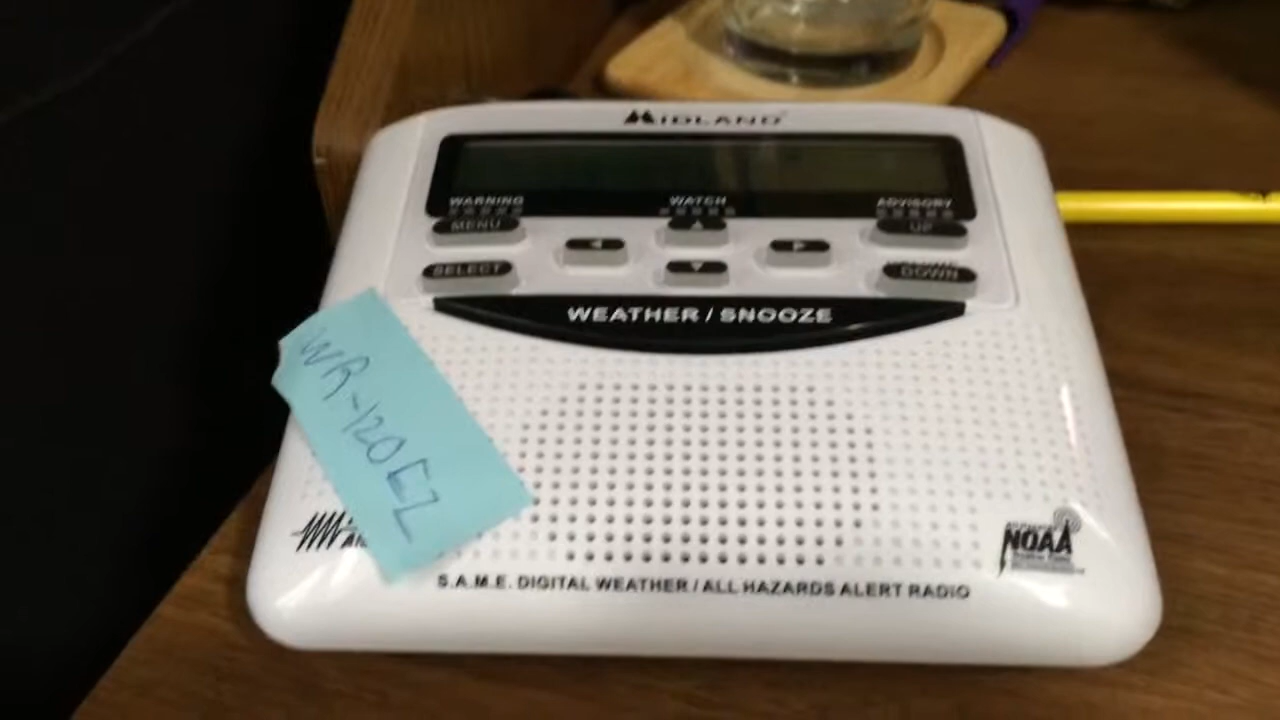 MIDLAND
WARNING WATCH ADVISORY
MENU UP
SELECT DOWN
WEATHER / SNOOZE
WR-120EZ
NOAA
S.A.M.E. DIGITAL WEATHER / ALL HAZARDS ALERT RADIO